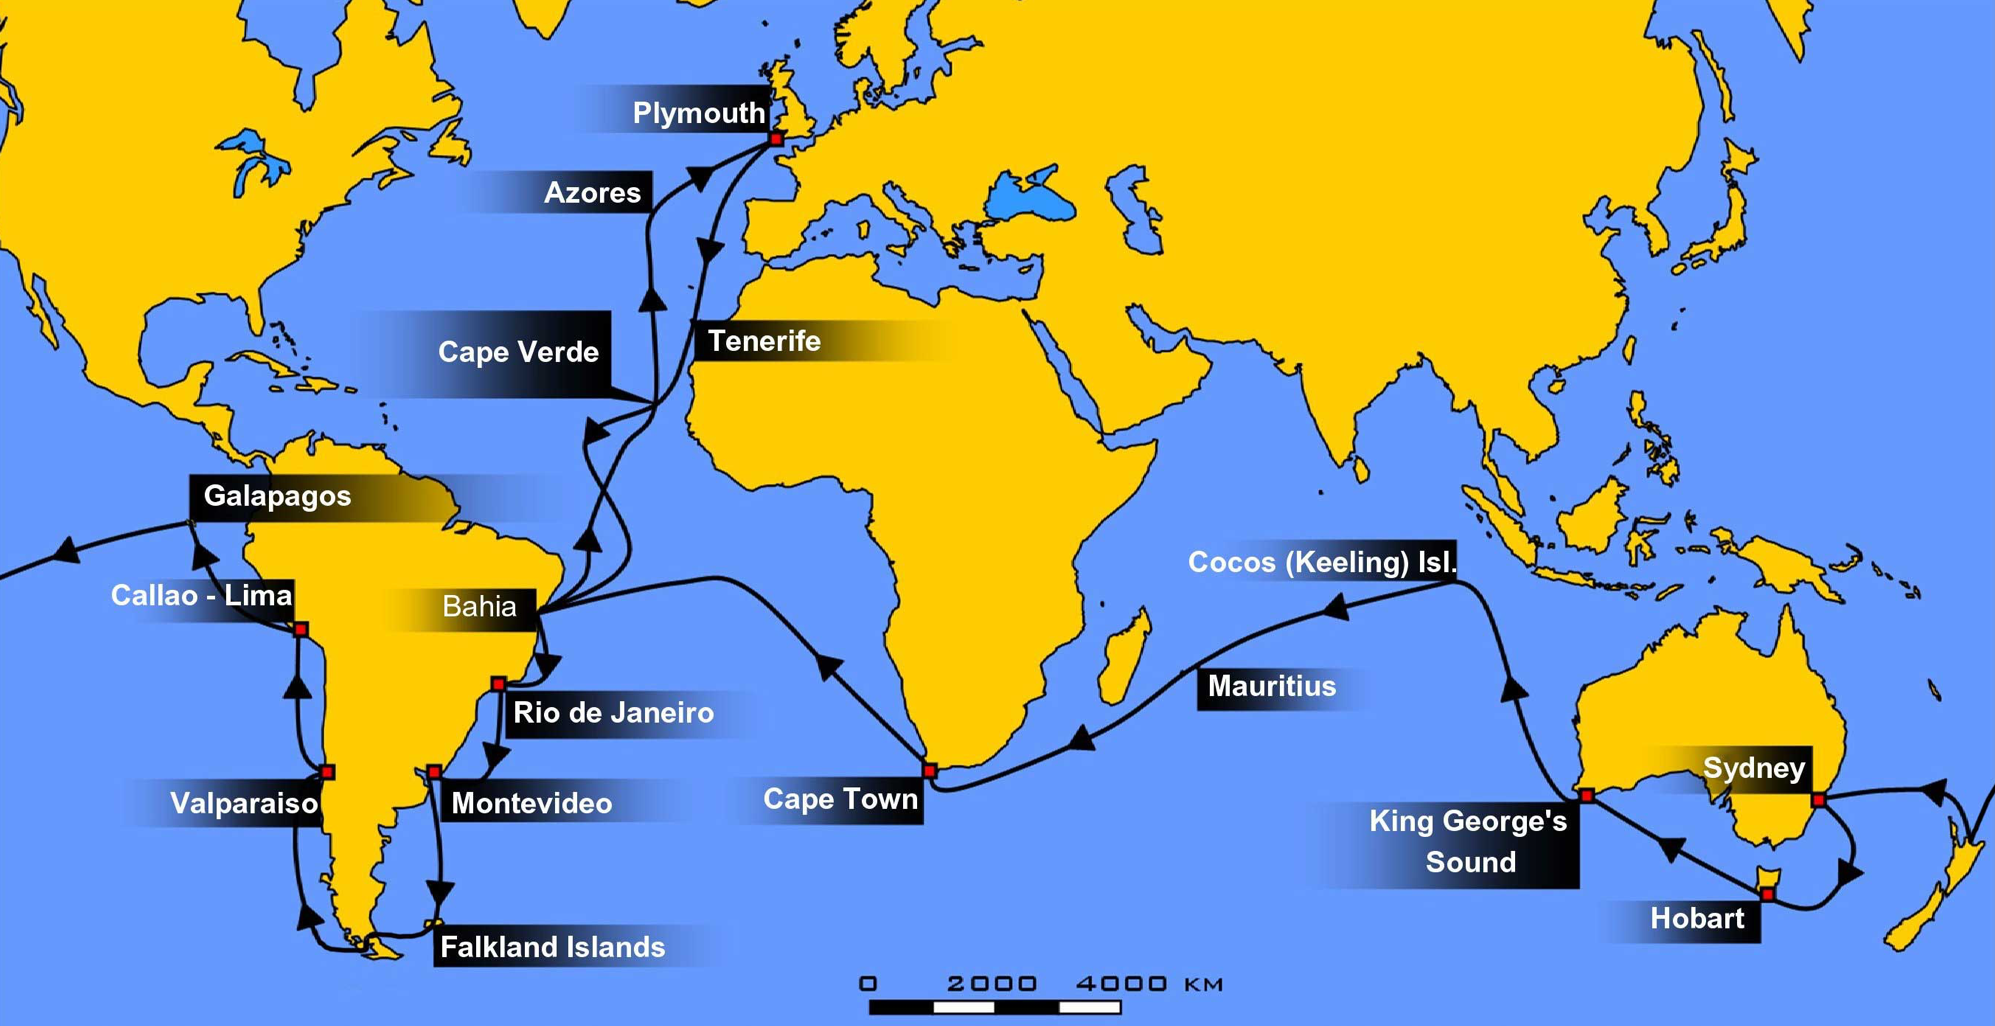 Plymouth
Azores
Cape Verde
Tenerife
Galapagos
Cocos (Keeling) Isl.
Callao - Lima
Bahia
Mauritius
Rio de Janeiro
Sydney
Valparaiso
Montevideo
Cape Town
King George's
Sound
Hobart
Falkland Islands
0 2000 4000 KM